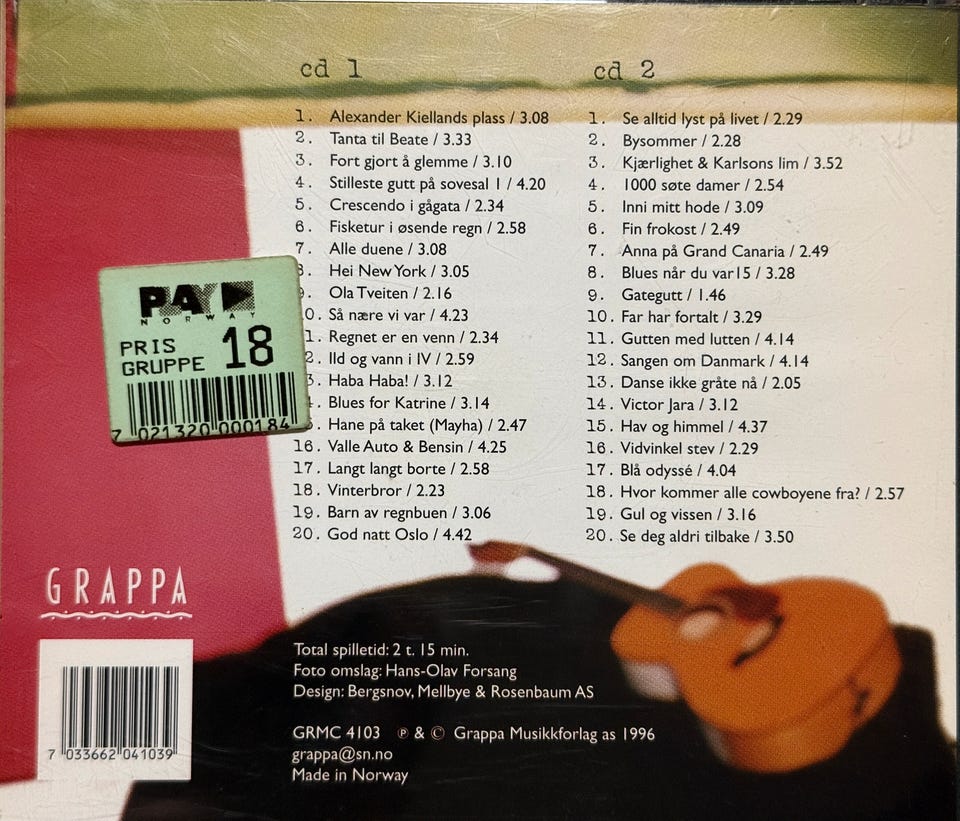 cd 1
1. Alexander Kiellands plass / 3.08
2. Tanta til Beate / 3.33
3. Fort gjort å glemme / 3.10
4. Stilleste gutt på sovesal 1 / 4.20
5. Crescendo i gågata / 2.34
6. Fisketur i øsende regn / 2.58
7. Alle duene / 3.08
8. Hei New York / 3.05
9. Ola Tveiten / 2.16
0. Så nære vi var / 4.23
1. Regnet er en venn / 2.34
2. Ild og vann i IV / 2.59
3. Haba Haba! / 3.12
. Blues for Katrine / 3.14
. Hane på taket (Mayha) / 2.47
16. Valle Auto & Bensin / 4.25
17. Langt langt borte / 2.58
18. Vinterbror / 2.23
19. Barn av regnbuen / 3.06
20. God natt Oslo / 4.42
cd 2
1. Se alltid lyst på livet / 2.29
2. Bysommer / 2.28
3. Kjærlighet & Karlsons lim / 3.52
4. 1000 søte damer / 2.54
5. Inni mitt hode / 3.09
6. Fin frokost / 2.49
7. Anna på Grand Canaria / 2.49
8. Blues når du var15 / 3.28
9. Gategutt / 1.46
10. Far har fortalt / 3.29
11. Gutten med lutten / 4.14
12. Sangen om Danmark / 4.14
13. Danse ikke gråte nå / 2.05
14. Victor Jara / 3.12
15. Hav og himmel / 4.37
16. Vidvinkel stev / 2.29
17. Blå odyssé / 4.04
18. Hvor kommer alle cowboyene fra? / 2.57
19. Gul og vissen / 3.16
20. Se deg aldri tilbake / 3.50
PLAY
NORWAY
PRIS
GRUPPE 18
7 021320 000184
GRAPPA
7 033662 041039
Total spilletid: 2 t. 15 min.
Foto omslag: Hans-Olav Forsang
Design: Bergsnov, Mellbye & Rosenbaum AS
GRMC 4103 ℗ & © Grappa Musikkforlag as 1996
grappa@sn.no
Made in Norway